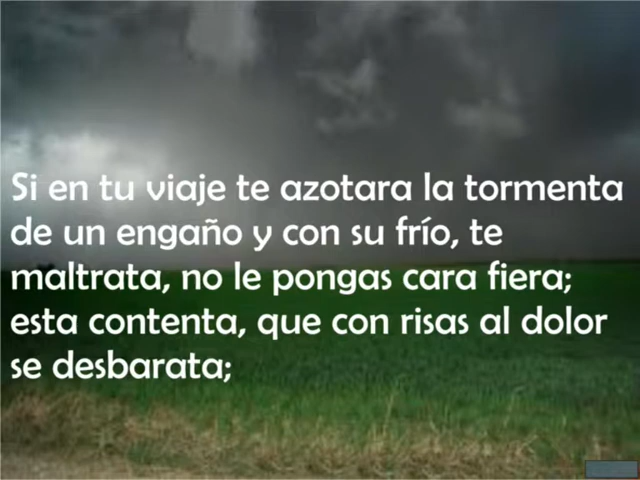 Si en tu viaje te azotara la tormenta
de un engaño y con su frío, te
maltrata, no le pongas cara fiera;
esta contenta, que con risas al dolor
se desbarata;